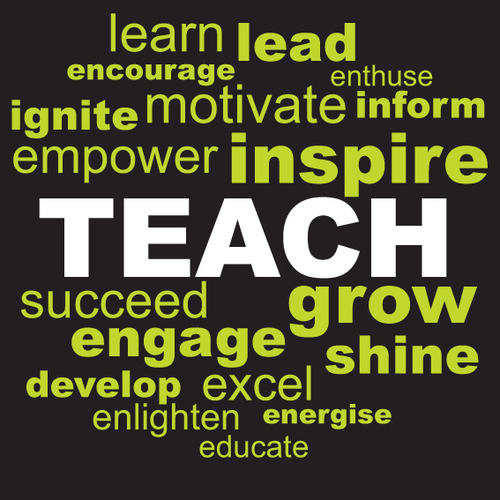 learn lead
encourage enthuse
ignite motivate inform
empower inspire
TEACH
succeed grow
engage shine
develop excel
enlighten energise
educate